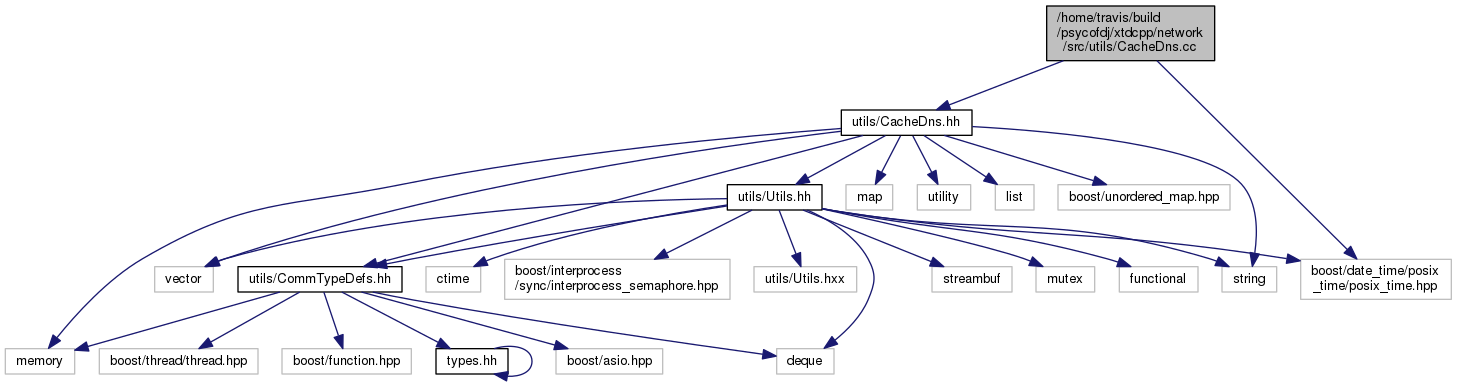 /home/travis/build
/psycofdj/xtdcpp/network
/src/utils/CacheDns.cc
utils/CacheDns.hh
utils/Utils.hh
map
utility
list
boost/unordered_map.hpp
vector
utils/CommTypeDefs.hh
ctime
boost/interprocess
/sync/interprocess_semaphore.hpp
utils/Utils.hxx
streambuf
mutex
functional
string
boost/date_time/posix
_time/posix_time.hpp
memory
boost/thread/thread.hpp
boost/function.hpp
types.hh
boost/asio.hpp
deque